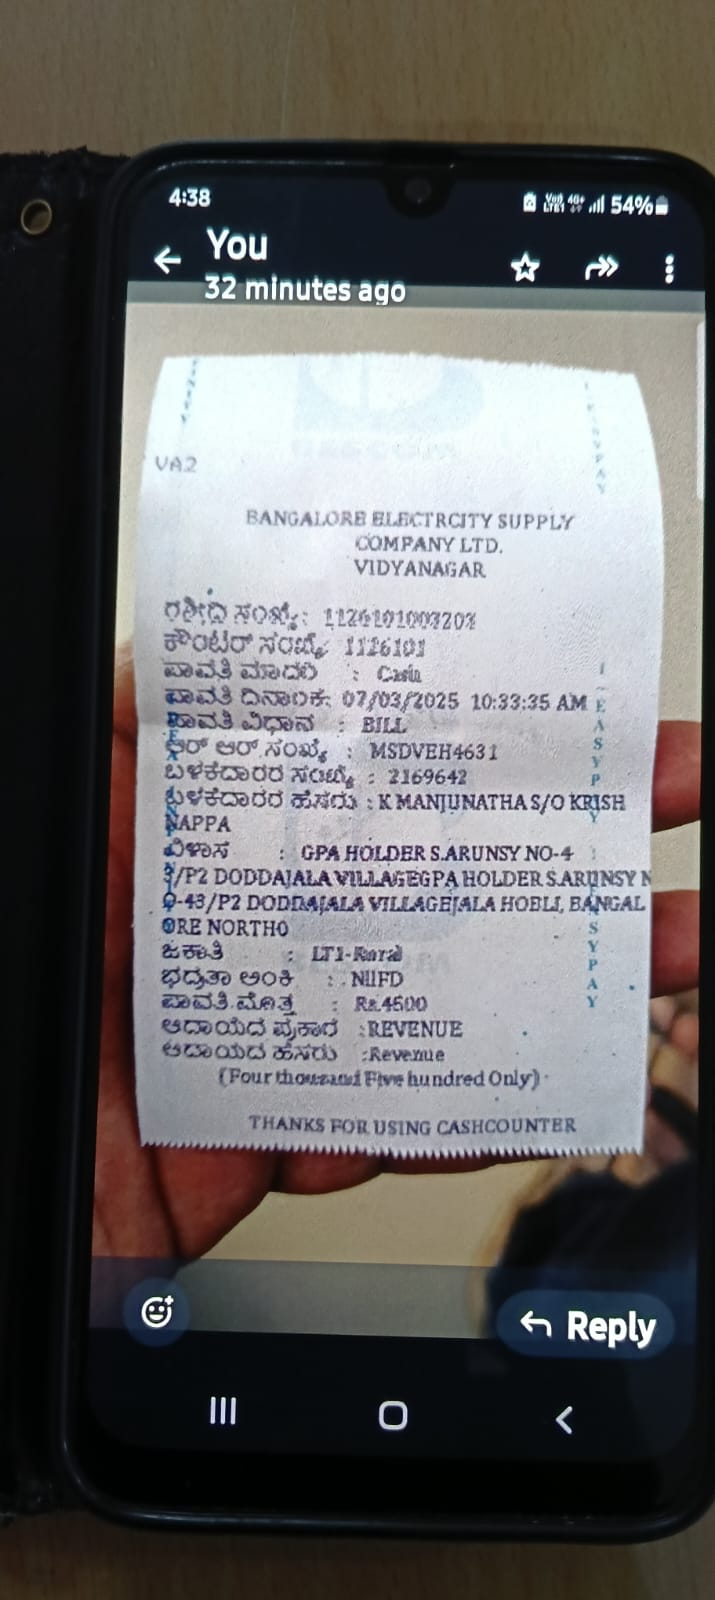 4:38
54%
You
32 minutes ago
VA2
BANGALORE ELECTRCITY SUPPLY
COMPANY LTD.
VIDYANAGAR
ರಶೀದಿ ಸಂಖ್ಯೆ: 1126101003203
ಕೌಂಟರ್ ಸಂಖ್ಯೆ 1126101
ಪಾವತಿ ಮಾದರಿ : Cash
ಪಾವತಿ ದಿನಾಂಕ: 07/03/2025 10:33:35 AM
ಪಾವತಿ ವಿಧಾನ : BILL
ಆರ್ ಆರ್ ಸಂಖ್ಯೆ : MSDVEH4631
ಬಳಕೆದಾರರ ಸಂಖ್ಯೆ : 2169642
ಬಳಕೆದಾರರ ಹೆಸರು : K MANJUNATHA S/O KRISH
NAPPA
ವಿಳಾಸ : GPA HOLDER S.ARUNSY NO-4
3/P2 DODDAJALA VILLAGEGPA HOLDER S.ARUNSY N
O-43/P2 DODDAJALA VILLAGEJALA HOBLI, BANGAL
ORE NORTH0
ಜಕಾತಿ : LT1-Rural
ಭದ್ರತಾ ಅಂಕಿ : NIIFD
ಪಾವತಿ ಮೊತ್ತ : Rs.4500
ಆದಾಯದ ಪ್ರಕಾರ :REVENUE
ಆದಾಯದ ಹೆಸರು :Revenue
(Four thousand Five hundred Only)
THANKS FOR USING CASHCOUNTER
Reply